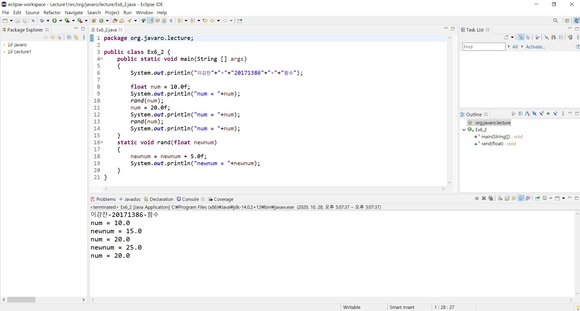 eclipse-workspace - Lecture1/src/org/javaro/lecture/Ex6_2.java - Eclipse IDE
File Edit Source Refactor Navigate Search Project Run Window Help
Package Explorer
javaro
Lecture1
Ex6_2.java
1 package org.javaro.lecture;
2
3 public class Ex6_2 {
4 public static void main(String [] args)
5 {
6 System.out.println("이강찬"+"-"+"20171386"+"-"+"함수");
7
8 float num = 10.0f;
9 System.out.println("num = "+num);
10 rand(num);
11 num = 20.0f;
12 System.out.println("num = "+num);
13 rand(num);
14 System.out.println("num = "+num);
15 }
16 static void rand(float newnum)
17 {
18 newnum = newnum + 5.0f;
19 System.out.println("newnum = "+newnum);
20 }
21 }
Task List
Find
All
Activate...
Outline
org.javaro.lecture
Ex6_2
main(String[]) : void
rand(float) : void
Problems Javadoc Declaration Console Coverage
<terminated> Ex6_2 [Java Application] C:\Program Files\Java\jdk-14.0.2+12\bin\javaw.exe (2020. 10. 28. 오후 5:07:37 – 오후 5:07:37)
이강찬-20171386-함수
num = 10.0
newnum = 15.0
num = 20.0
newnum = 25.0
num = 20.0
Writable
Smart Insert
1 : 28 : 27